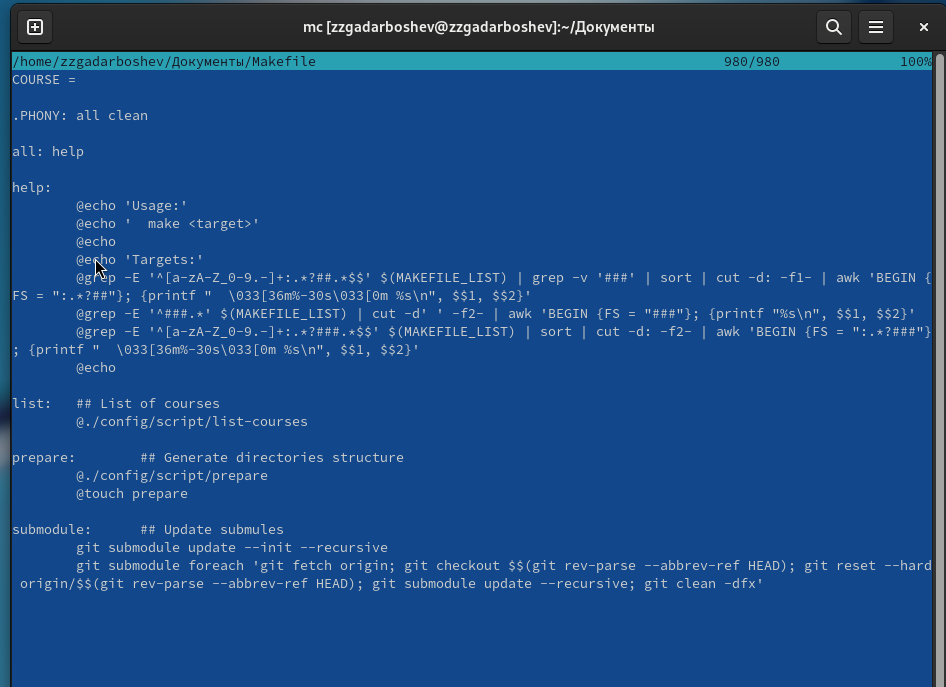 mc [zzgadarboshev@zzgadarboshev]:~/Документы
/home/zzgadarboshev/Документы/Makefile 980/980 100%
COURSE =
.PHONY: all clean
all: help
help:
@echo 'Usage:'
@echo '  make <target>'
@echo
@echo 'Targets:'
@grep -E '^[a-zA-Z_0-9.-]+:.*?##.*$$' $(MAKEFILE_LIST) | grep -v '###' | sort | cut -d: -f1- | awk 'BEGIN {
FS = ":.*?##"}; {printf "  \033[36m%-30s\033[0m %s\n", $$1, $$2}'
@grep -E '^###.*' $(MAKEFILE_LIST) | cut -d' ' -f2- | awk 'BEGIN {FS = "###"}; {printf "%s\n", $$1, $$2}'
@grep -E '^[a-zA-Z_0-9.-]+:.*?###.*$$' $(MAKEFILE_LIST) | sort | cut -d: -f2- | awk 'BEGIN {FS = ":.*?###"}
; {printf "  \033[36m%-30s\033[0m %s\n", $$1, $$2}'
@echo
list:   ## List of courses
@./config/script/list-courses
prepare:        ## Generate directories structure
@./config/script/prepare
@touch prepare
submodule:      ## Update submules
git submodule update --init --recursive
git submodule foreach 'git fetch origin; git checkout $$(git rev-parse --abbrev-ref HEAD); git reset --hard
origin/$$(git rev-parse --abbrev-ref HEAD); git submodule update --recursive; git clean -dfx'